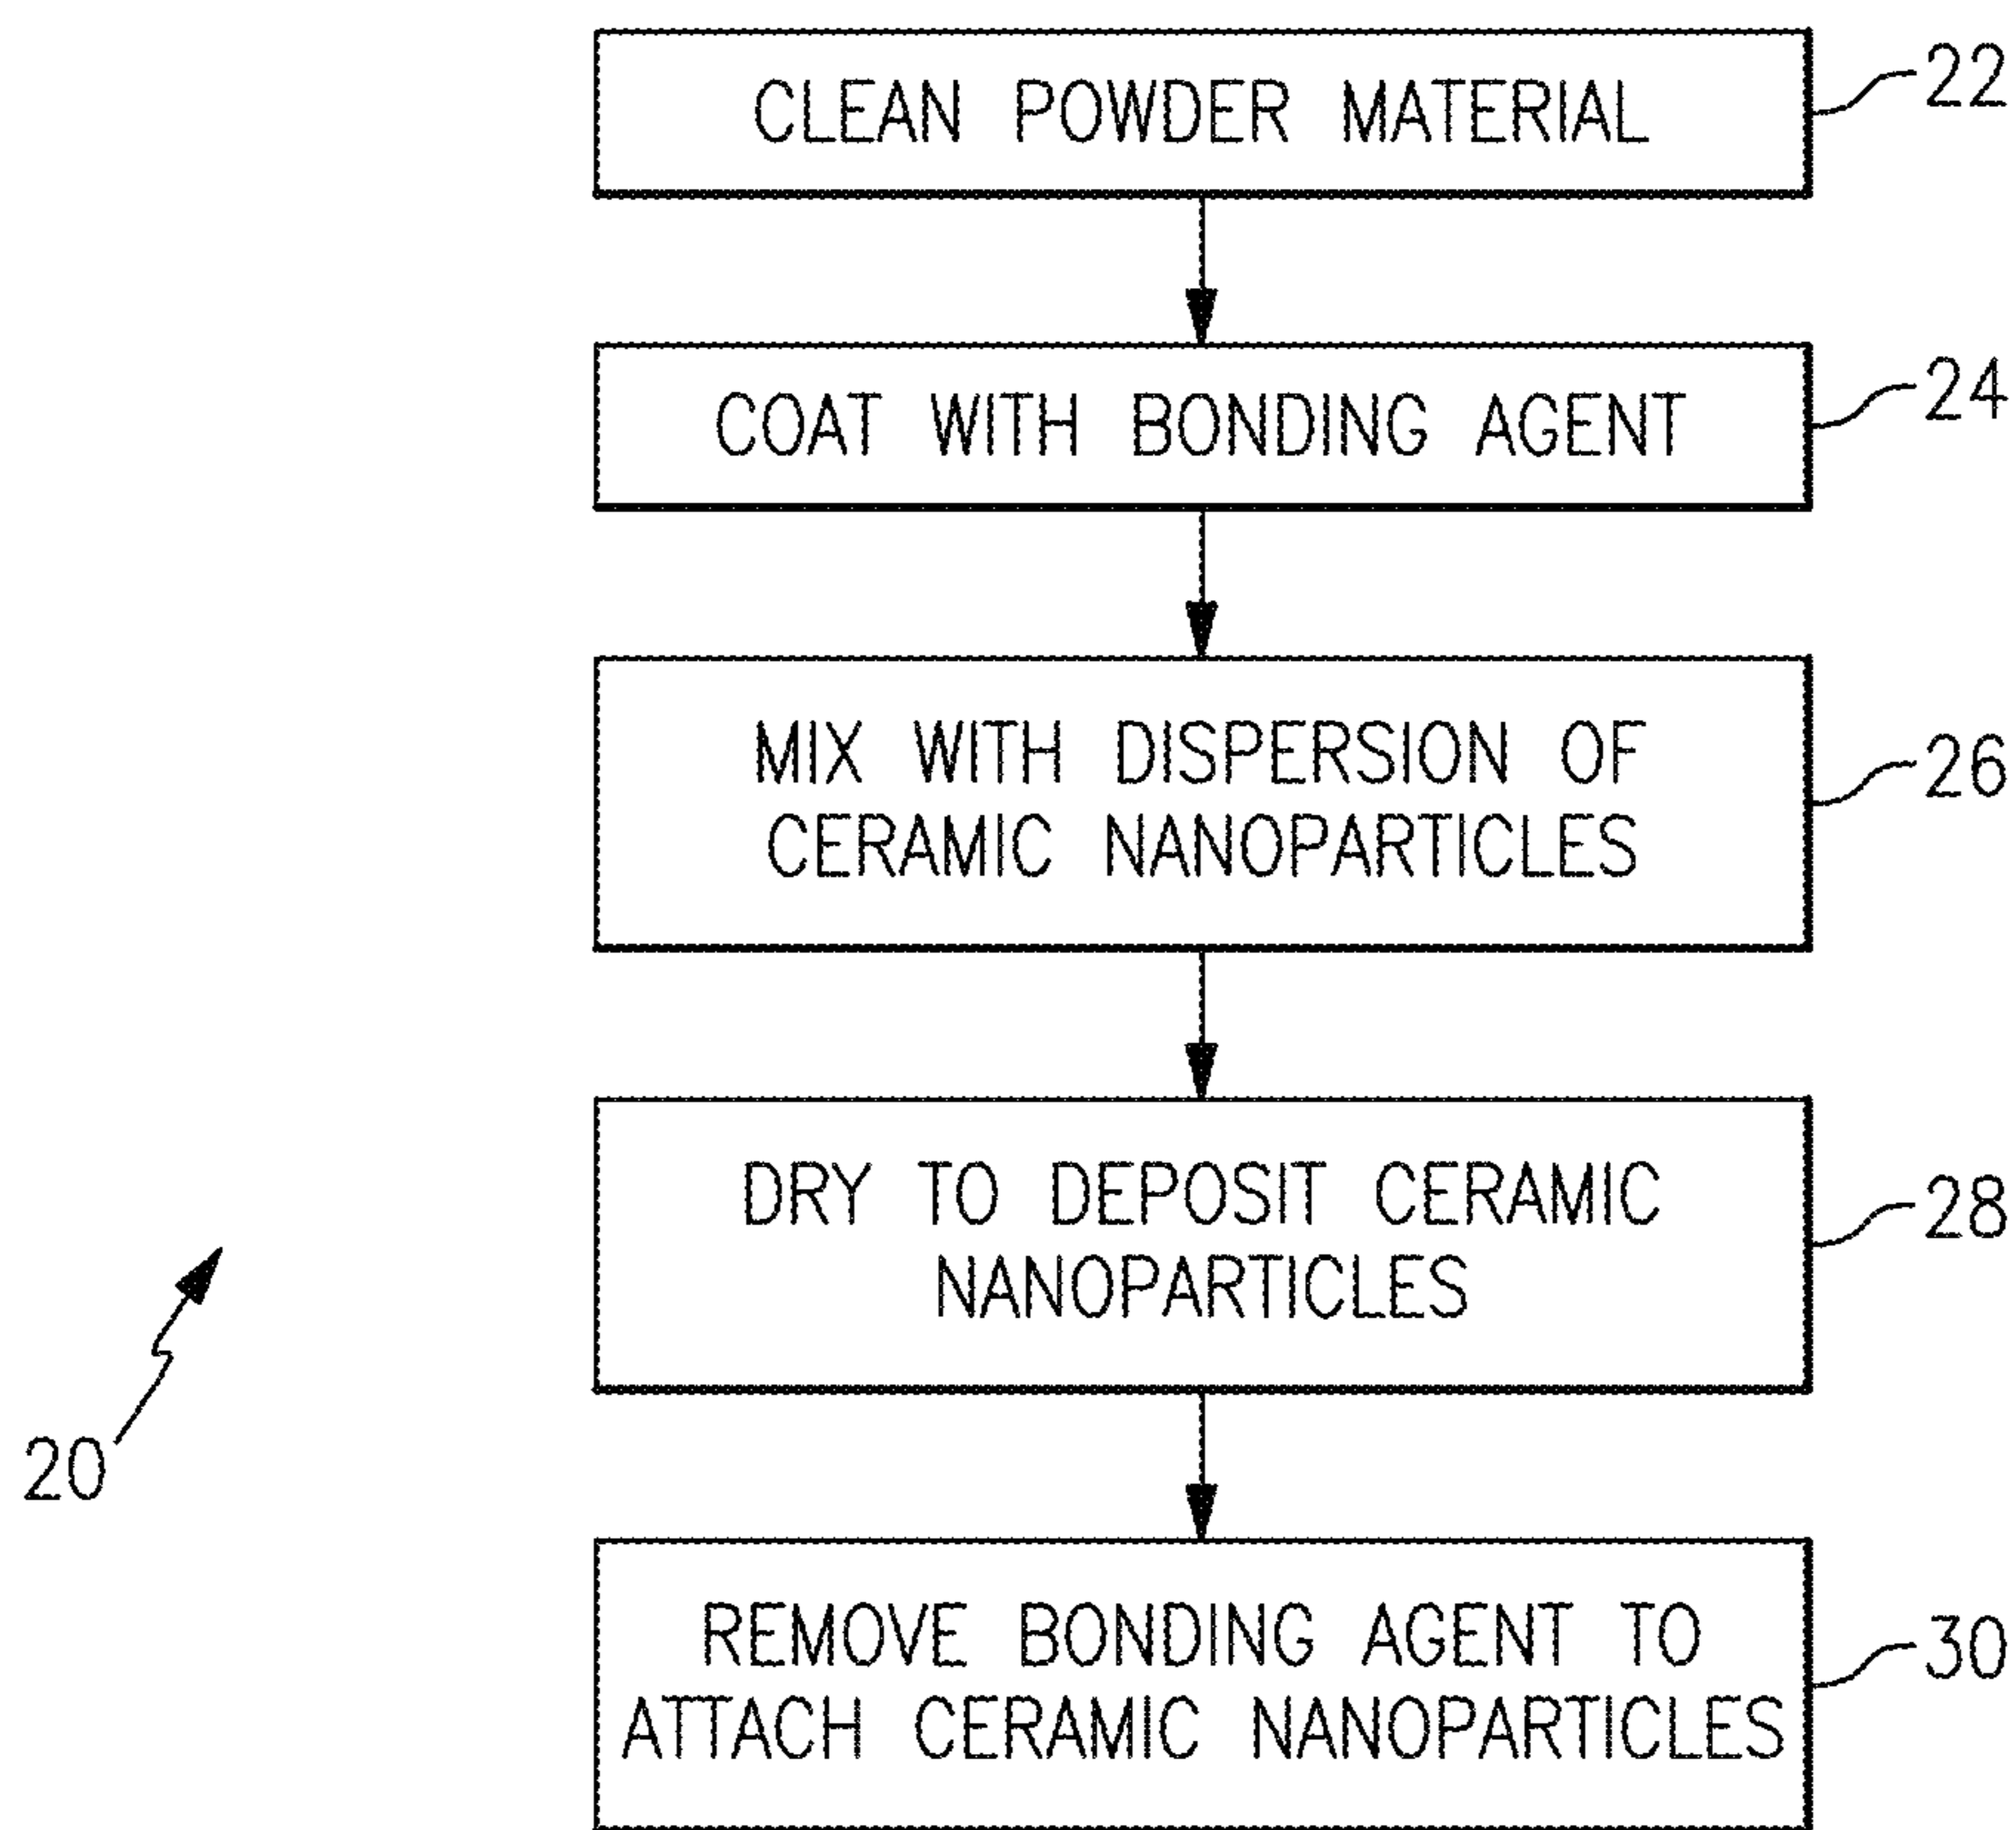 CLEAN POWDER MATERIAL
22
COAT WITH BONDING AGENT
24
MIX WITH DISPERSION OF
CERAMIC NANOPARTICLES
26
DRY TO DEPOSIT CERAMIC
NANOPARTICLES
28
20
REMOVE BONDING AGENT TO
ATTACH CERAMIC NANOPARTICLES
30